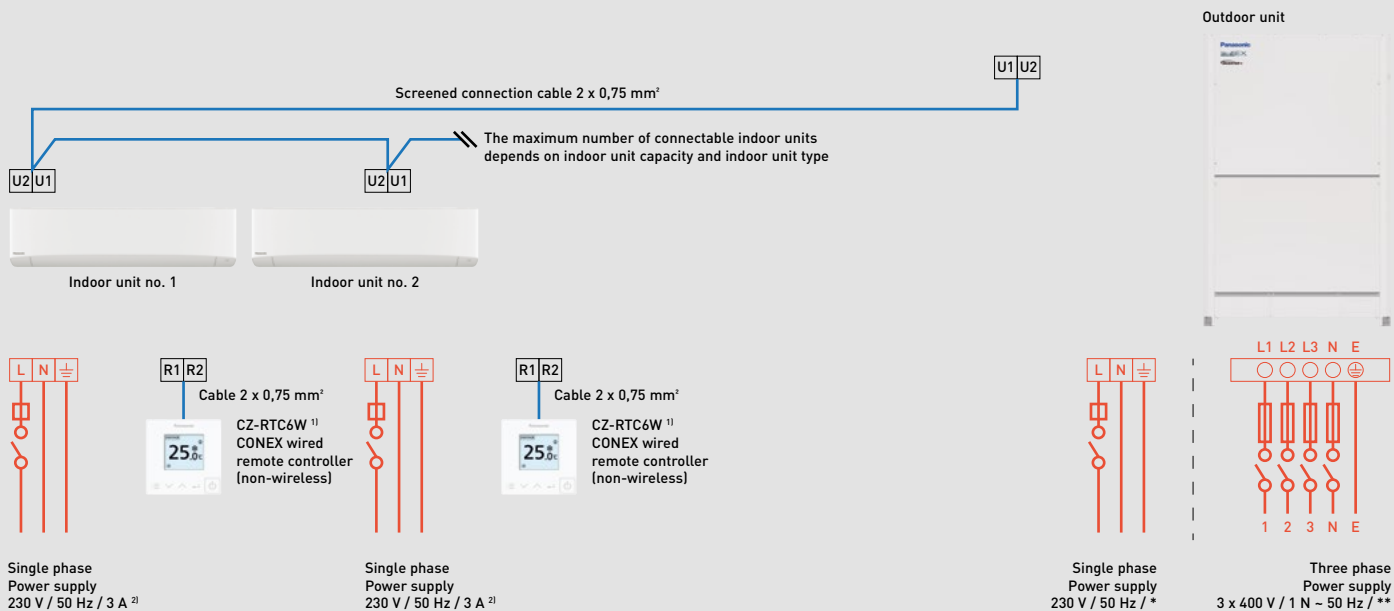 Outdoor unit
Panasonic
U1 U2
Screened connection cable 2 x 0,75 mm²
The maximum number of connectable indoor units
depends on indoor unit capacity and indoor unit type
U2 U1
U2 U1
Indoor unit no. 1
Indoor unit no. 2
L N
R1 R2
Cable 2 x 0,75 mm²
Panasonic
25.0c
CZ-RTC6W ¹⁾
CONEX wired
remote controller
(non-wireless)
L N
R1 R2
Cable 2 x 0,75 mm²
Panasonic
25.0c
CZ-RTC6W ¹⁾
CONEX wired
remote controller
(non-wireless)
L N
L1 L2 L3 N E
1 2 3 N E
Single phase
Power supply
230 V / 50 Hz / 3 A ²⁾
Single phase
Power supply
230 V / 50 Hz / 3 A ²⁾
Single phase
Power supply
230 V / 50 Hz / *
Three phase
Power supply
3 x 400 V / 1 N ~ 50 Hz / **